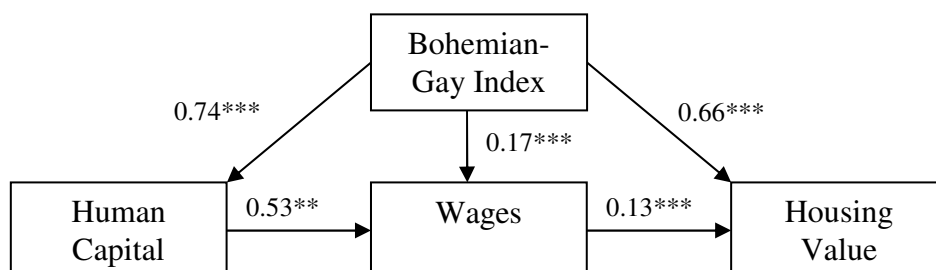 Bohemian-
Gay Index
0.74***
0.66***
0.17***
Human
Capital
0.53**
Wages
0.13***
Housing
Value